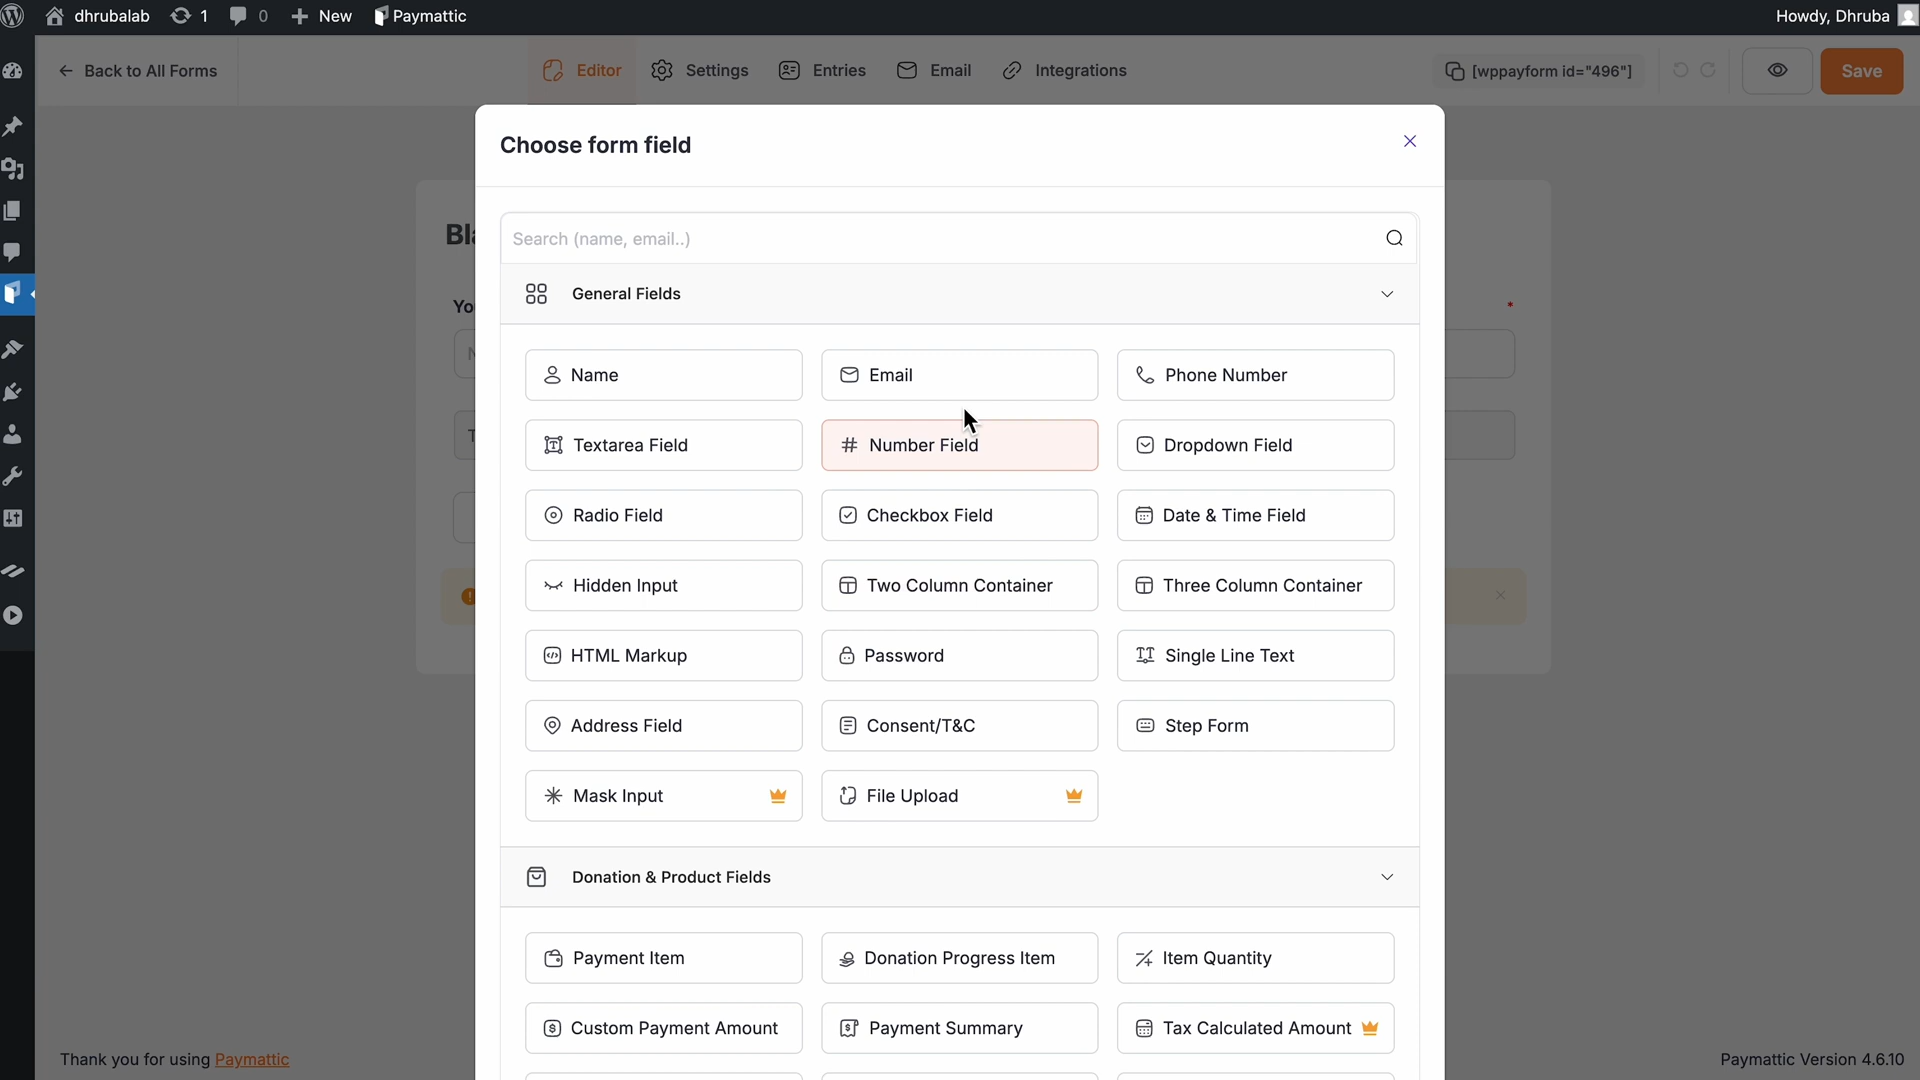 dhrubalab 1 0 New Paymattic Howdy, Dhruba
Back to All Forms Editor Settings Entries Email Integrations [wppayform id="496"] Save
Choose form field
Search (name, email..)
General Fields
Name Email Phone Number
Textarea Field Number Field Dropdown Field
Radio Field Checkbox Field Date & Time Field
Hidden Input Two Column Container Three Column Container
HTML Markup Password Single Line Text
Address Field Consent/T&C Step Form
Mask Input File Upload
Donation & Product Fields
Payment Item Donation Progress Item Item Quantity
Custom Payment Amount Payment Summary Tax Calculated Amount
Thank you for using Paymattic Paymattic Version 4.6.10